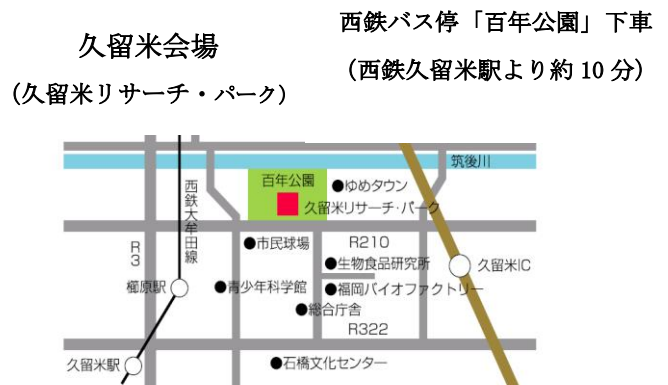 久留米会場
(久留米リサーチ・パーク)
西鉄バス停「百年公園」下車
(西鉄久留米駅より約 10 分)
筑後川
百年公園
●ゆめタウン
久留米リサーチ・パーク
西鉄大牟田線
R3
●市民球場
R210
●生物食品研究所
久留米IC
櫛原駅
●青少年科学館
●福岡バイオファクトリー
●総合庁舎
R322
久留米駅
●石橋文化センター